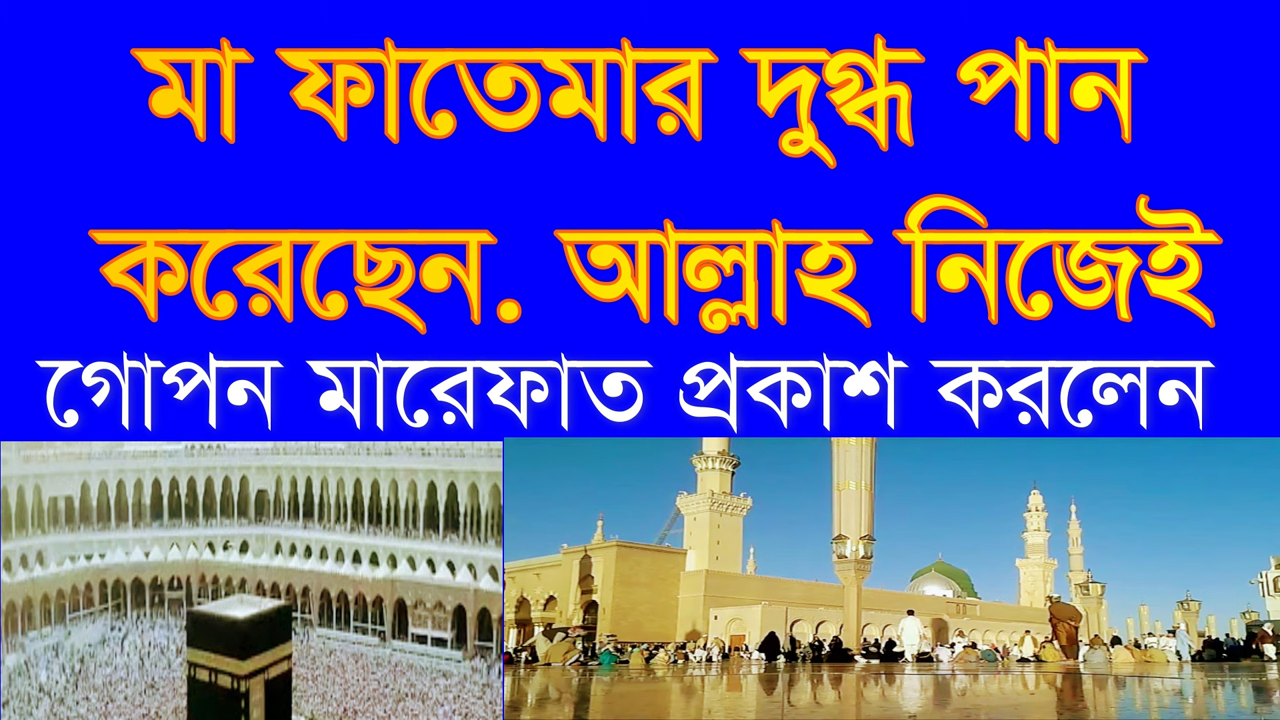 মা ফাতেমার দুগ্ধ পান
করেছেন. আল্লাহ নিজেই
গোপন মারেফাত প্রকাশ করলেন